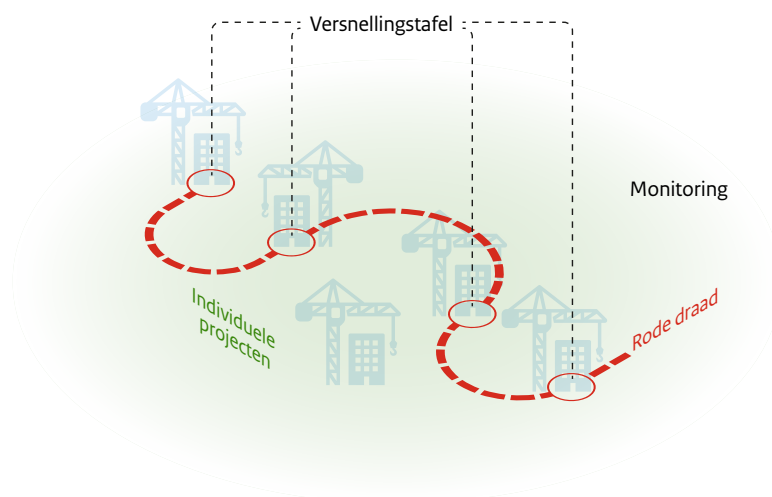 Versnellingstafel
Monitoring
Individuele
projecten
Rode draad